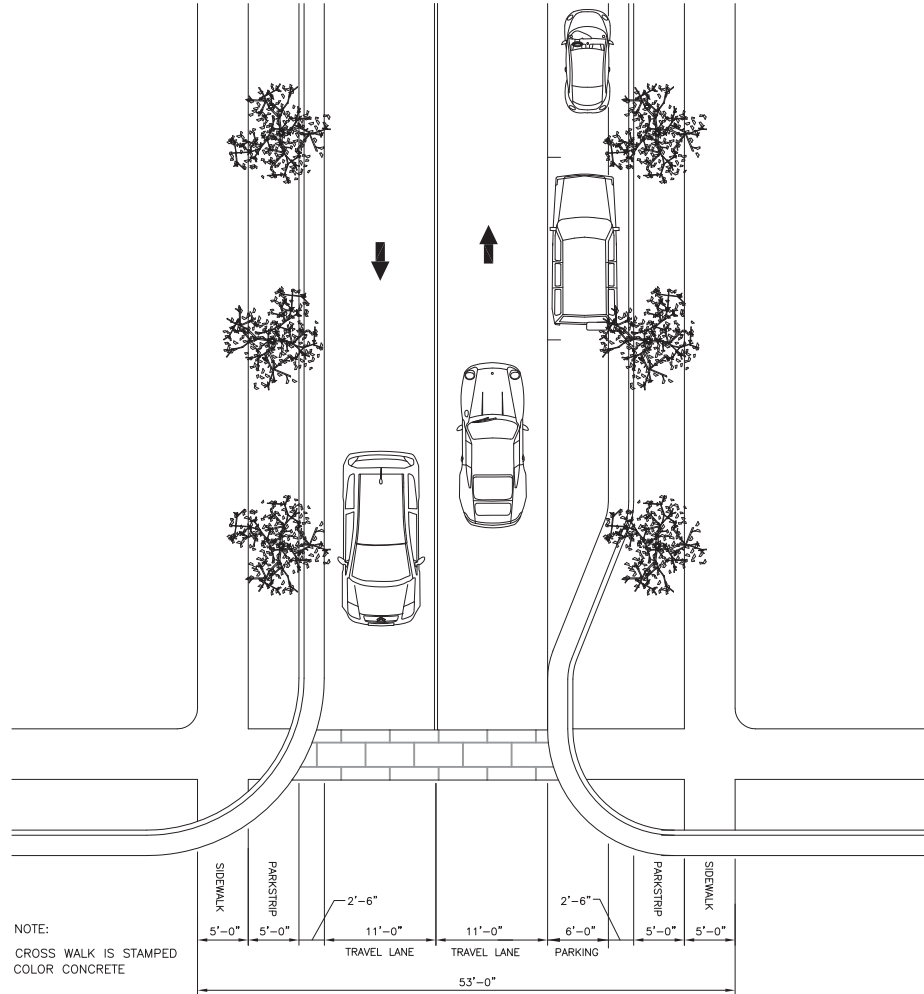 SIDEWALK
PARKSTRIP
PARKSTRIP
SIDEWALK
2'-6"
2'-6"
5'-0"
5'-0"
11'-0"
11'-0"
6'-0"
5'-0"
5'-0"
TRAVEL LANE
TRAVEL LANE
PARKING
53'-0"
NOTE:
CROSS WALK IS STAMPED
COLOR CONCRETE